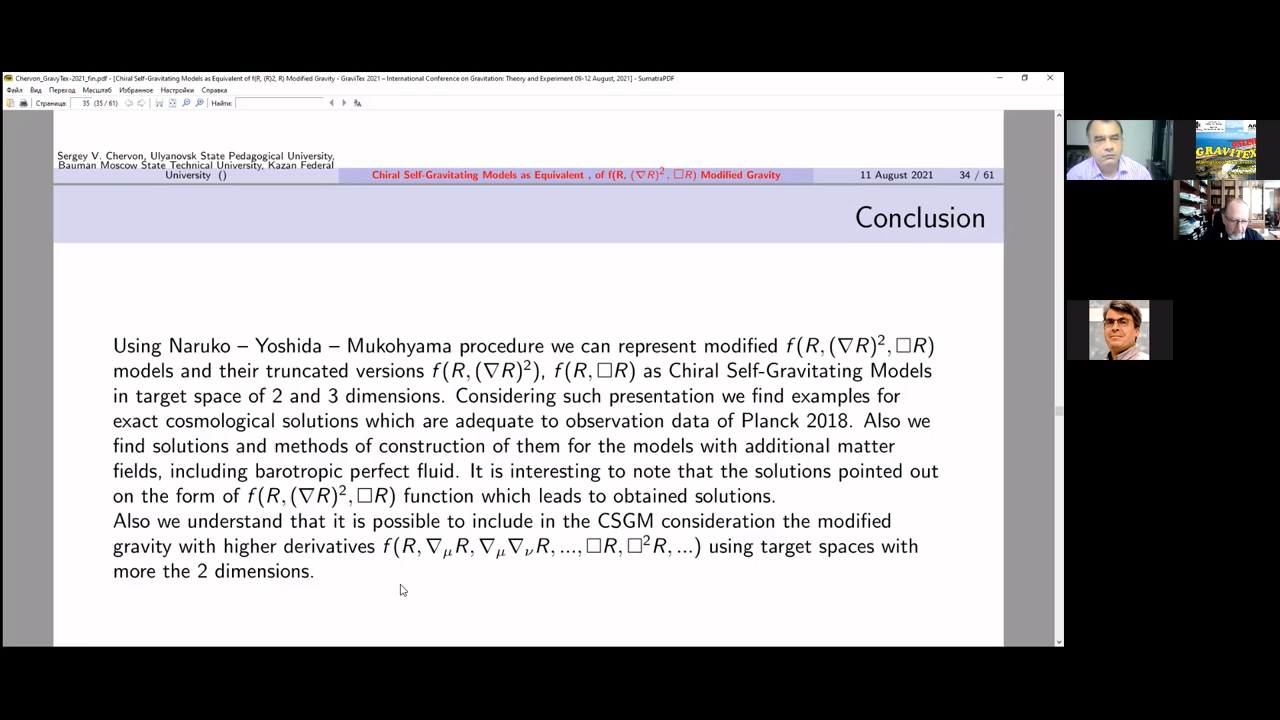 Chervon_GravyTex-2021_fin.pdf - [Chiral Self-Gravitating Models as Equivalent of f(R, (R)2, R) Modified Gravity - GraviTex 2021 – International Conference on Gravitation: Theory and Experiment 09-12 August, 2021] - SumatraPDF
Файл Вид Переход Масштаб Избранное Настройки Справка
Страница: 35 (35 / 61) Найти:
Sergey V. Chervon, Ulyanovsk State Pedagogical University,
Bauman Moscow State Technical University, Kazan Federal
University ()
Chiral Self-Gravitating Models as Equivalent , of f(R, (∇R)², □R) Modified Gravity
11 August 2021 34 / 61
Conclusion
Using Naruko – Yoshida – Mukohyama procedure we can represent modified f(R, (∇R)², □R)
models and their truncated versions f(R, (∇R)²), f(R, □R) as Chiral Self-Gravitating Models
in target space of 2 and 3 dimensions. Considering such presentation we find examples for
exact cosmological solutions which are adequate to observation data of Planck 2018. Also we
find solutions and methods of construction of them for the models with additional matter
fields, including barotropic perfect fluid. It is interesting to note that the solutions pointed out
on the form of f(R, (∇R)², □R) function which leads to obtained solutions.
Also we understand that it is possible to include in the CSGM consideration the modified
gravity with higher derivatives f(R, ∇μR, ∇μ∇νR, ..., □R, □²R, ...) using target spaces with
more the 2 dimensions.
GRAVITEX